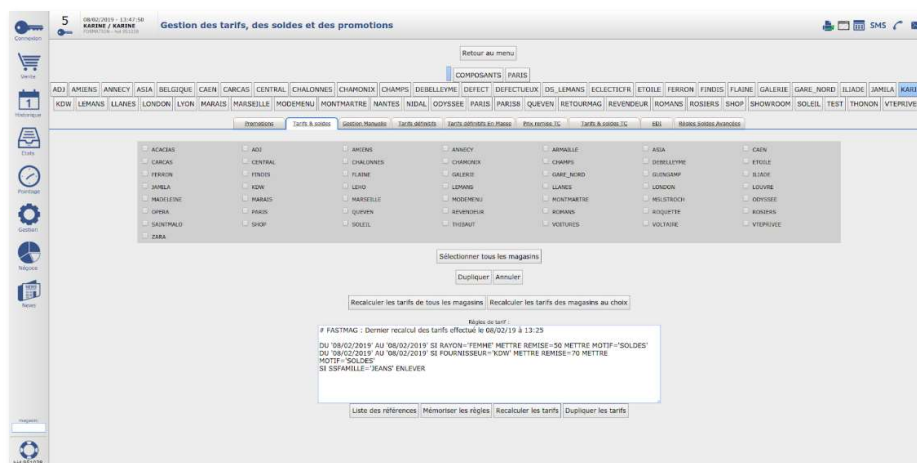 5
08/02/2019 - 13:47:50
KARINE / KARINE
Gestion des tarifs, des soldes et des promotions
SMS
Connexion
Retour au menu
COMPOSANTS PARIS
ADJ AMIENS ANNECY ASIA BELGIQUE CAEN CARCAS CENTRAL CHALONNES CHAMONIX CHAMPS DEBELLEYME DEFECT DEFECTUEUX DS_LEMANS ECLECTICFR ETOILE FERRON FINDIS FLAINE GALERIE GARE_NORD ILIADE JAMILA KARI
KDW LEMANS LLANES LONDON LYON MARAIS MARSEILLE MODEMENU MONTMARTRE NANTES NIDAL ODYSSEE PARIS PARIS8 QUEVEN RETOURMAG REVENDEUR ROMANS ROSIERS SHOP SHOWROOM SOLEIL TEST THONON VTEPRIVEE
Vente
Historique
Etats
Pointage
Gestion
Négoce
News
Promotions Tarifs & soldes Gestion Manuelle Tarifs définitifs Tarifs définitifs En Masse Prix remisé TC Tarifs & soldes TC EDI Règles Soldes Avancées
ACACIAS ADJ AMIENS ANNECY ARMAILLE ASIA CAEN
CARCAS CENTRAL CHALONNES CHAMONIX CHAMPS DEBELLEYME ETOILE
FERRON FINDIS FLAINE GALERIE GARE_NORD GUINGAMP ILIADE
JAMILA KDW LEHO LEMANS LLANES LONDON LOUVRE
MADELEINE MARAIS MARSEILLE MODEMENU MONTMARTRE ODYSSEE
OPERA PARIS QUEVEN REVENDEUR ROMANS ROQUETTE ROSIERS
SAINTMALO SHOP SOLEIL THIBAUT VOITURES VOLTAIRE VTEPRIVEE
ZARA
Sélectionner tous les magasins
Dupliquer Annuler
Recalculer les tarifs de tous les magasins Recalculer les tarifs des magasins au choix
Règles de tarif :
# FASTMAG : Dernier recalcul des tarifs effectué le 08/02/19 à 13:25
DU '08/02/2019' AU '08/02/2019' SI RAYON='FEMME' METTRE REMISE=50 METTRE MOTIF='SOLDES'
DU '08/02/2019' AU '08/02/2019' SI FOURNISSEUR='KDW' METTRE REMISE=70 METTRE
MOTIF='SOLDES'
SI SSFAMILLE='JEANS' ENLEVER
Liste des références Mémoriser les règles Recalculer les tarifs Dupliquer les tarifs